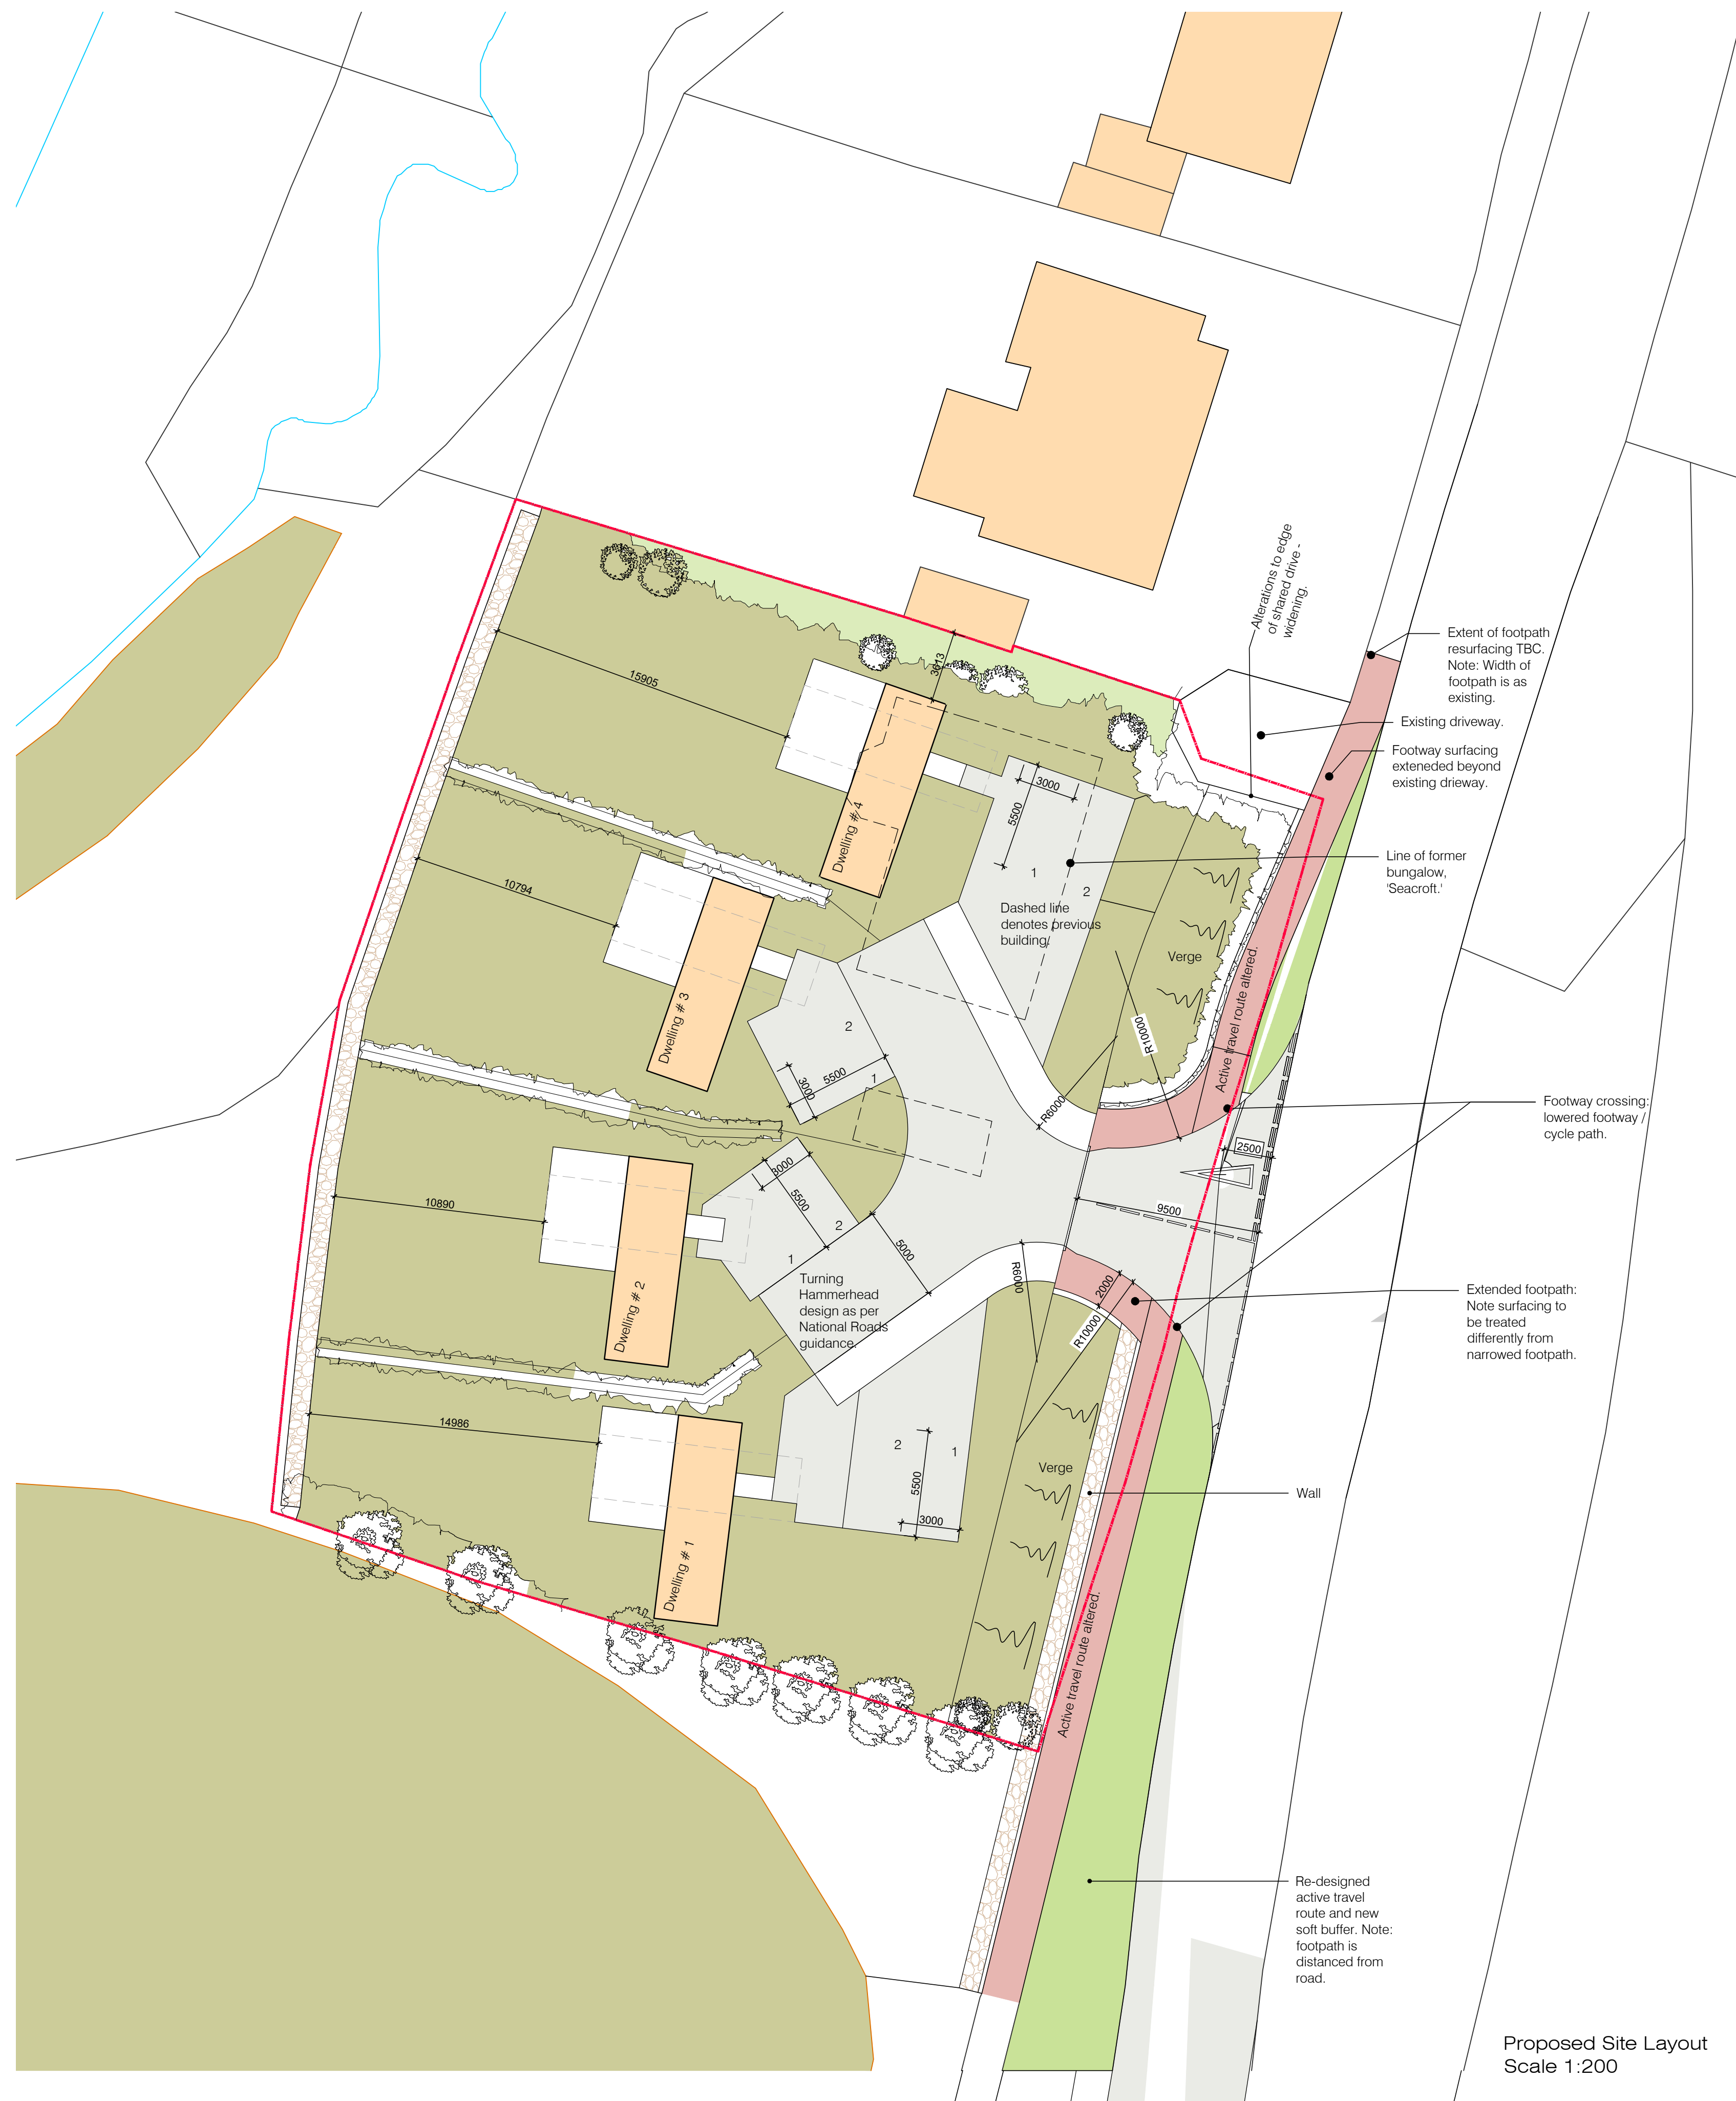 Alterations to edge
of shared drive -
widening.
Extent of footpath
resurfacing TBC.
Note: Width of
footpath is as
existing.
Existing driveway.
Footway surfacing
exteneded beyond
existing drieway.
3613
15905
Dwelling # 4
3000
5500
1
2
Line of former
bungalow,
'Seacroft.'
Dashed line
denotes previous
building.
10794
Dwelling # 3
Verge
Active travel route altered.
2
5500
3000
1
R10000
R6000
Footway crossing:
lowered footway /
cycle path.
2500
3000
5500
2
1
10890
Dwelling # 2
9500
5000
R6000
2000
R10000
Turning
Hammerhead
design as per
National Roads
guidance.
Extended footpath:
Note surfacing to
be treated
differently from
narrowed footpath.
14986
Dwelling # 1
2
1
5500
3000
Verge
Wall
Active travel route altered.
Re-designed
active travel
route and new
soft buffer. Note:
footpath is
distanced from
road.
Proposed Site Layout
Scale 1:200